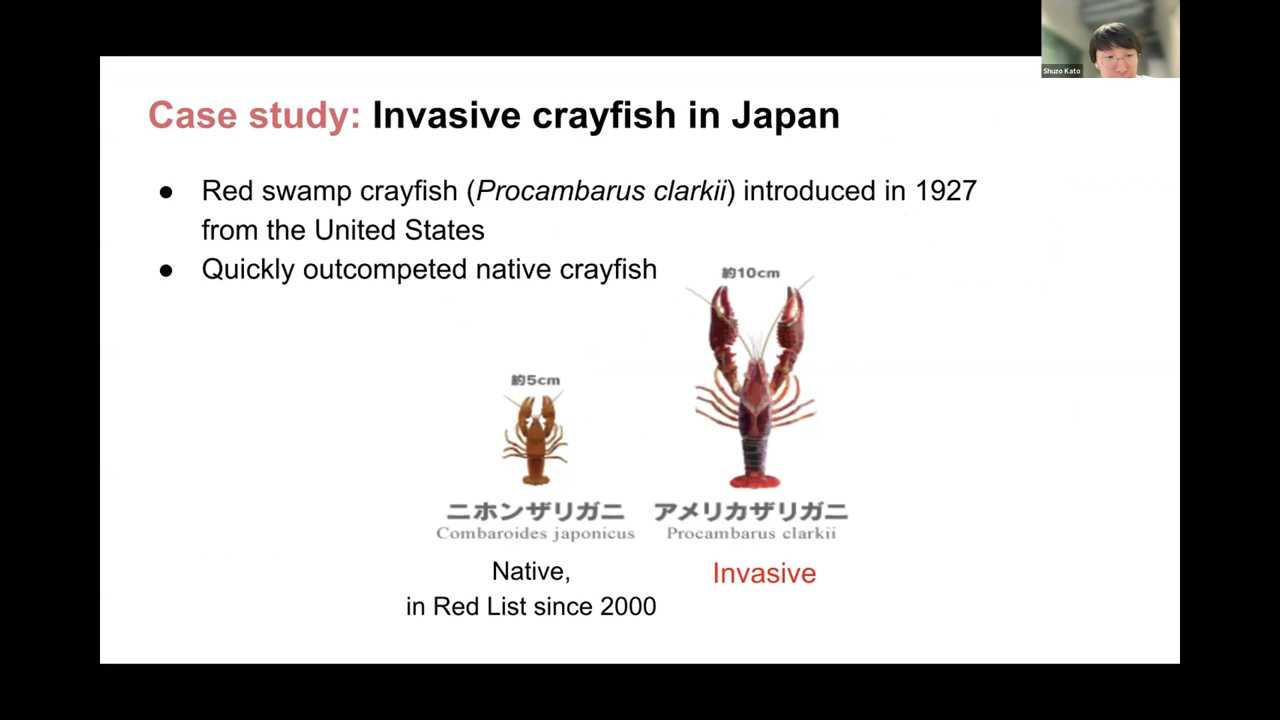 Shuzo Kato
Case study: Invasive crayfish in Japan
● Red swamp crayfish (Procambarus clarkii) introduced in 1927
from the United States
● Quickly outcompeted native crayfish
約10cm
約5cm
ニホンザリガニ アメリカザリガニ
Combaroides japonicus Procambarus clarkii
Native, Invasive
in Red List since 2000